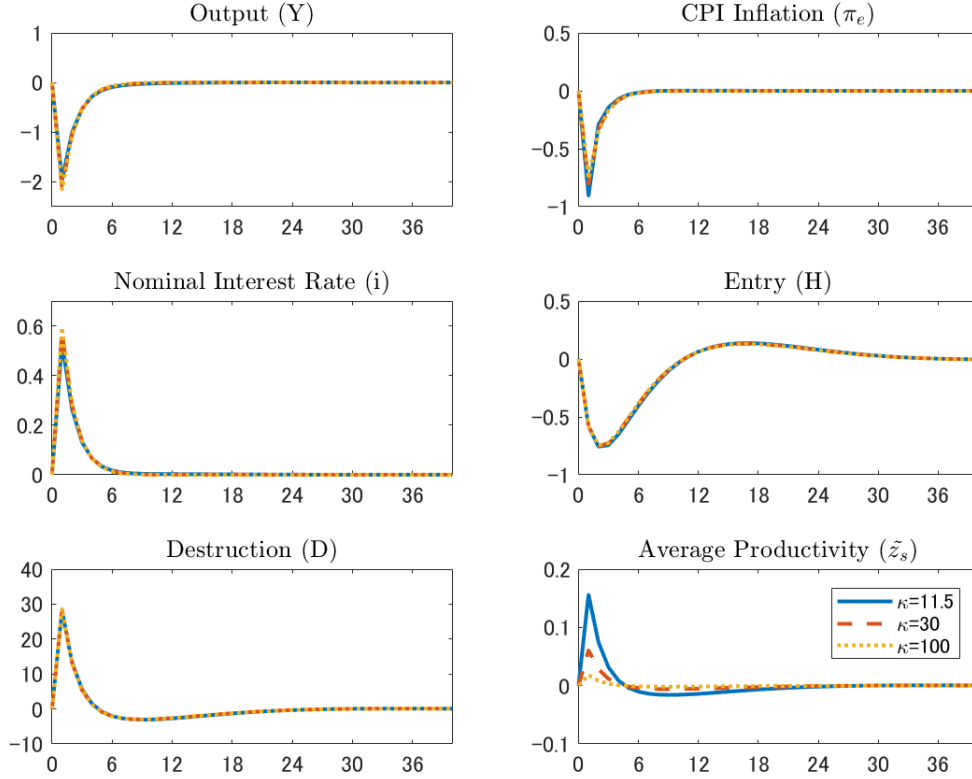 Output (Y)
1
0
-1
-2
0 6 12 18 24 30 36
CPI Inflation (πe)
0.5
0
-0.5
-1
0 6 12 18 24 30 36
Nominal Interest Rate (i)
0.6
0.4
0.2
0
0 6 12 18 24 30 36
Entry (H)
0.5
0
-0.5
-1
0 6 12 18 24 30 36
Destruction (D)
40
30
20
10
0
-10
0 6 12 18 24 30 36
Average Productivity (z̃s)
0.2
0.1
0
-0.1
0 6 12 18 24 30 36
κ=11.5
κ=30
κ=100